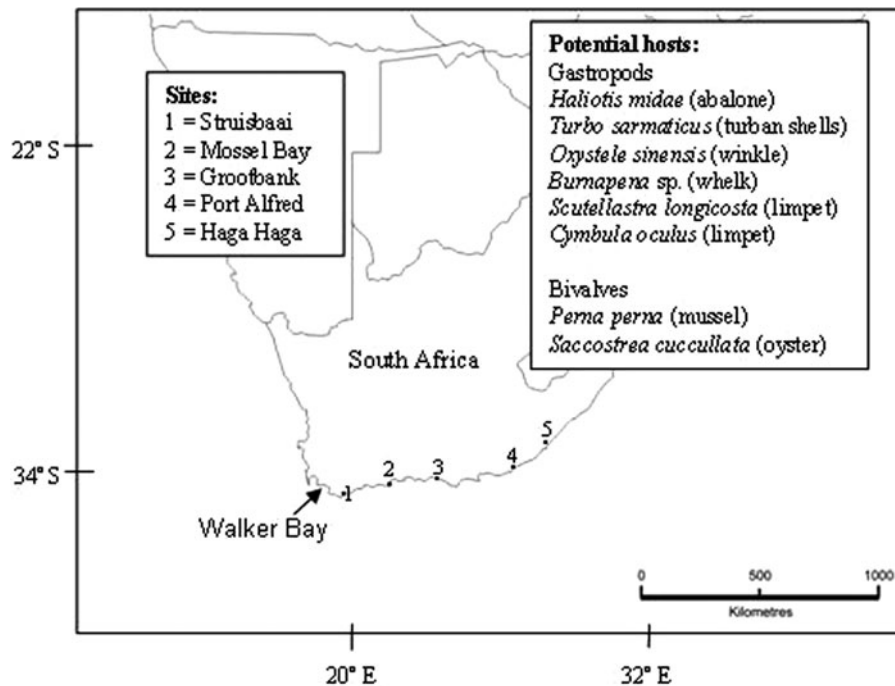 Sites:
1 = Struisbaai
2 = Mossel Bay
3 = Grootbank
4 = Port Alfred
5 = Haga Haga
Potential hosts:
Gastropods
Haliotis midae (abalone)
Turbo sarmaticus (turban shells)
Oxystele sinensis (winkle)
Burnapena sp. (whelk)
Scutellastra longicosta (limpet)
Cymbula oculus (limpet)
Bivalves
Perna perna (mussel)
Saccostrea cuccullata (oyster)
22° S
South Africa
34° S
1
2
3
4
5
Walker Bay
0 500 1000
Kilometres
20° E
32° E